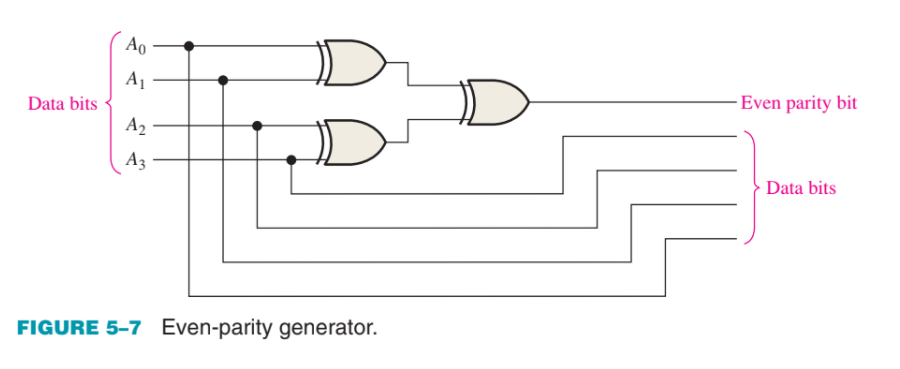 A0
A1
Data bits
Even parity bit
A2
A3
Data bits
FIGURE 5–7 Even-parity generator.